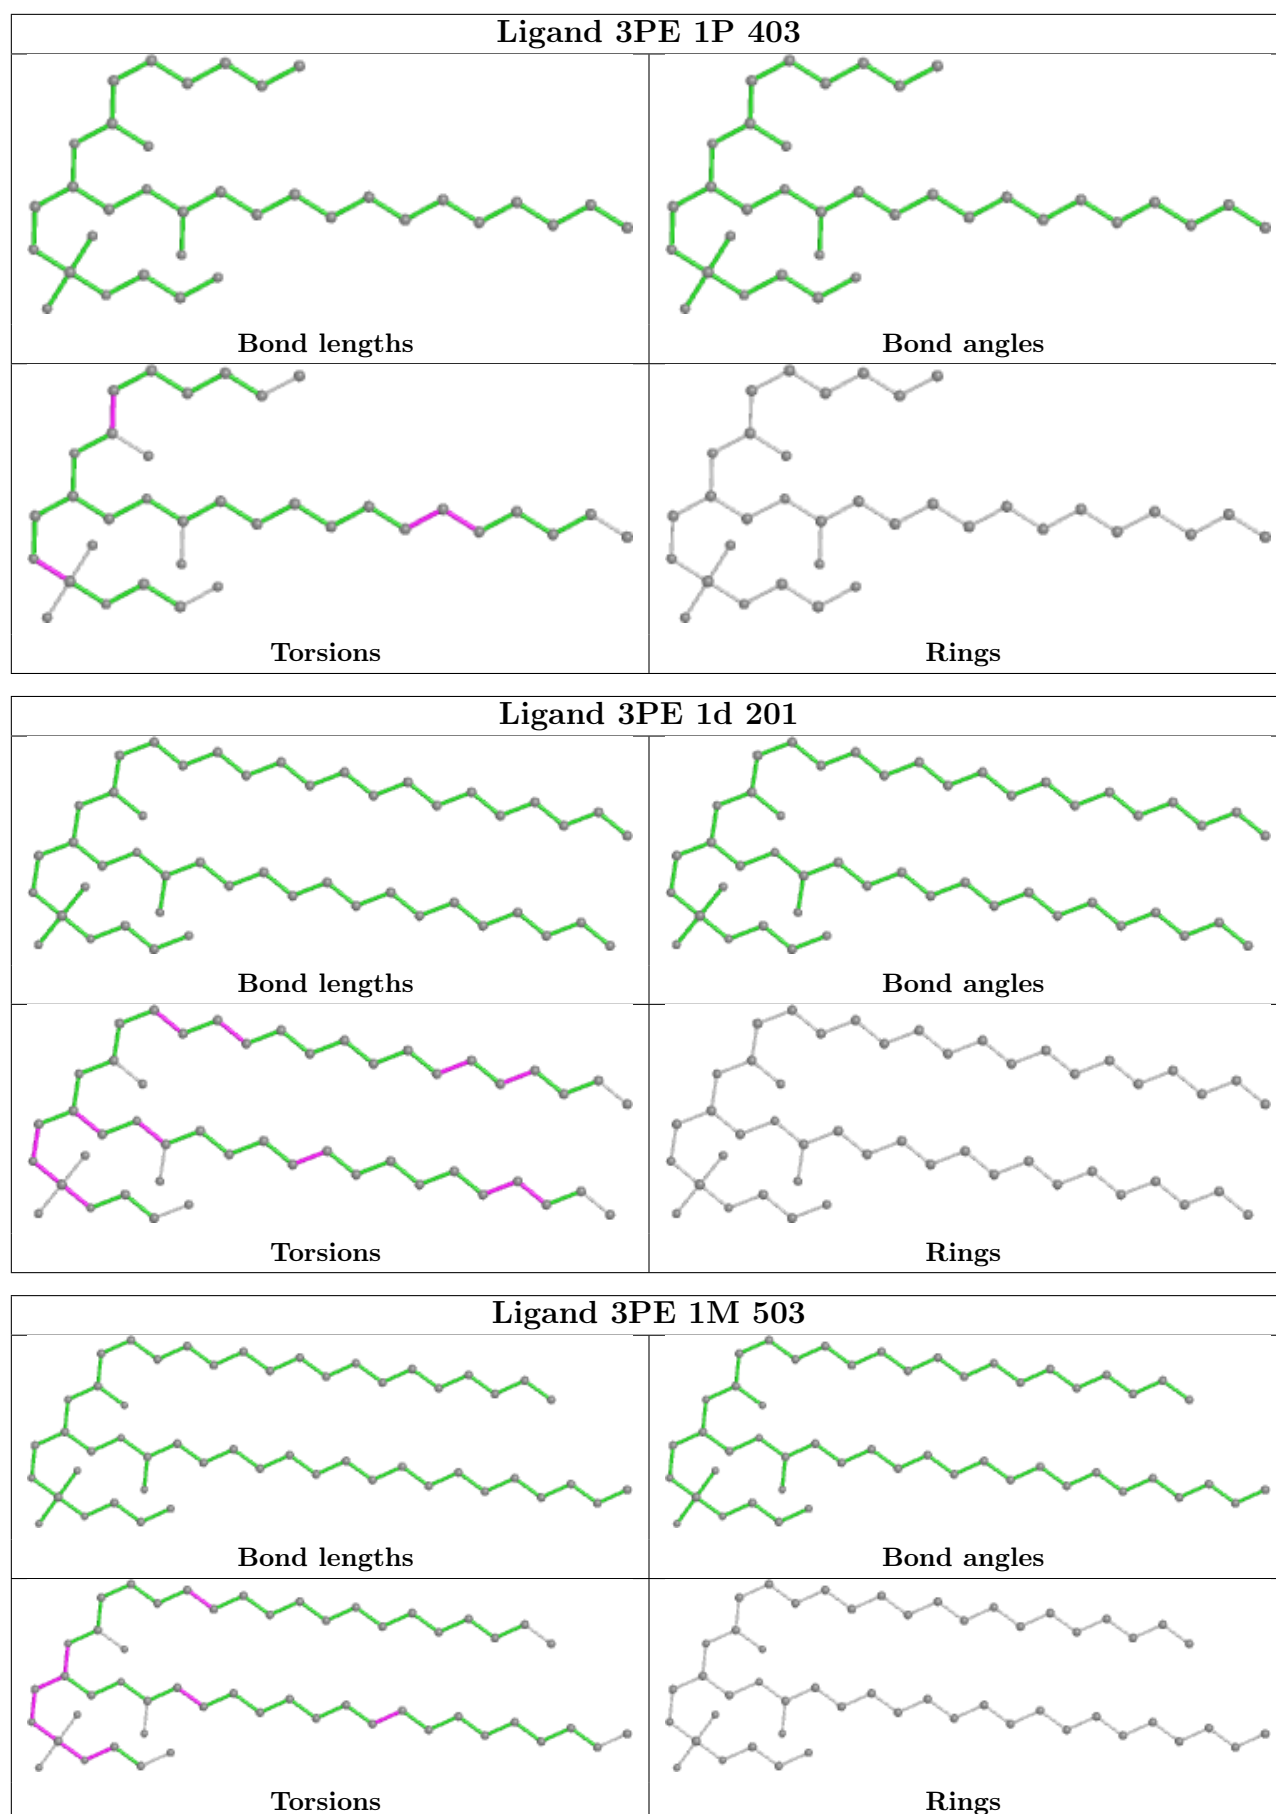 Ligand 3PE 1P 403
Bond lengths
Bond angles
Torsions
Rings
Ligand 3PE 1d 201
Bond lengths
Bond angles
Torsions
Rings
Ligand 3PE 1M 503
Bond lengths
Bond angles
Torsions
Rings